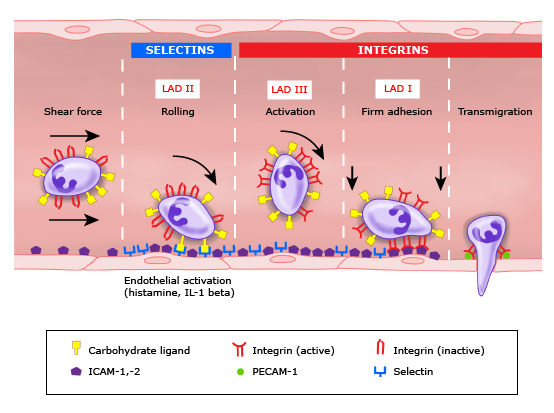 SELECTINS
INTEGRINS
LAD II
LAD III
LAD I
Shear force
Rolling
Activation
Firm adhesion
Transmigration
Endothelial activation
(histamine, IL-1 beta)
Carbohydrate ligand
Integrin (active)
Integrin (inactive)
ICAM-1,-2
PECAM-1
Selectin